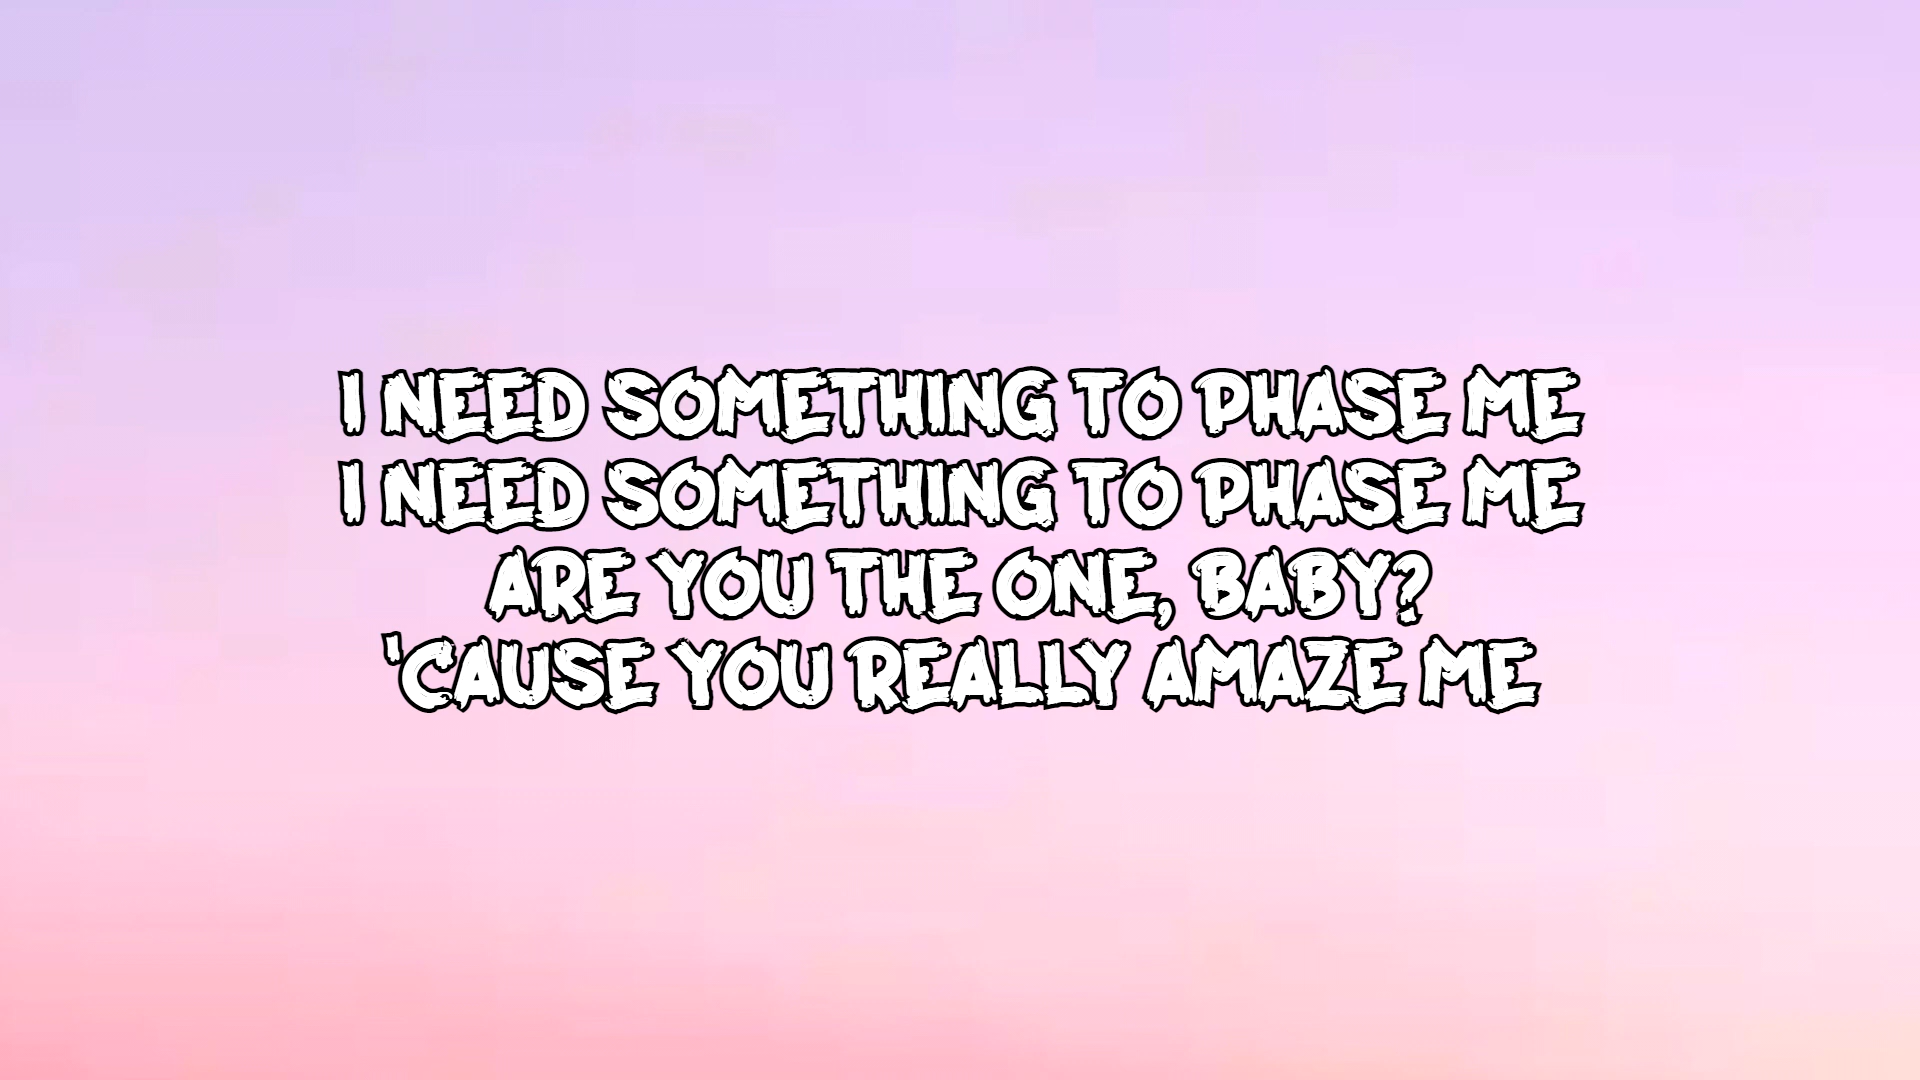 I NEED SOMETHING TO PHASE ME
I NEED SOMETHING TO PHASE ME
ARE YOU THE ONE, BABY?
'CAUSE YOU REALLY AMAZE ME